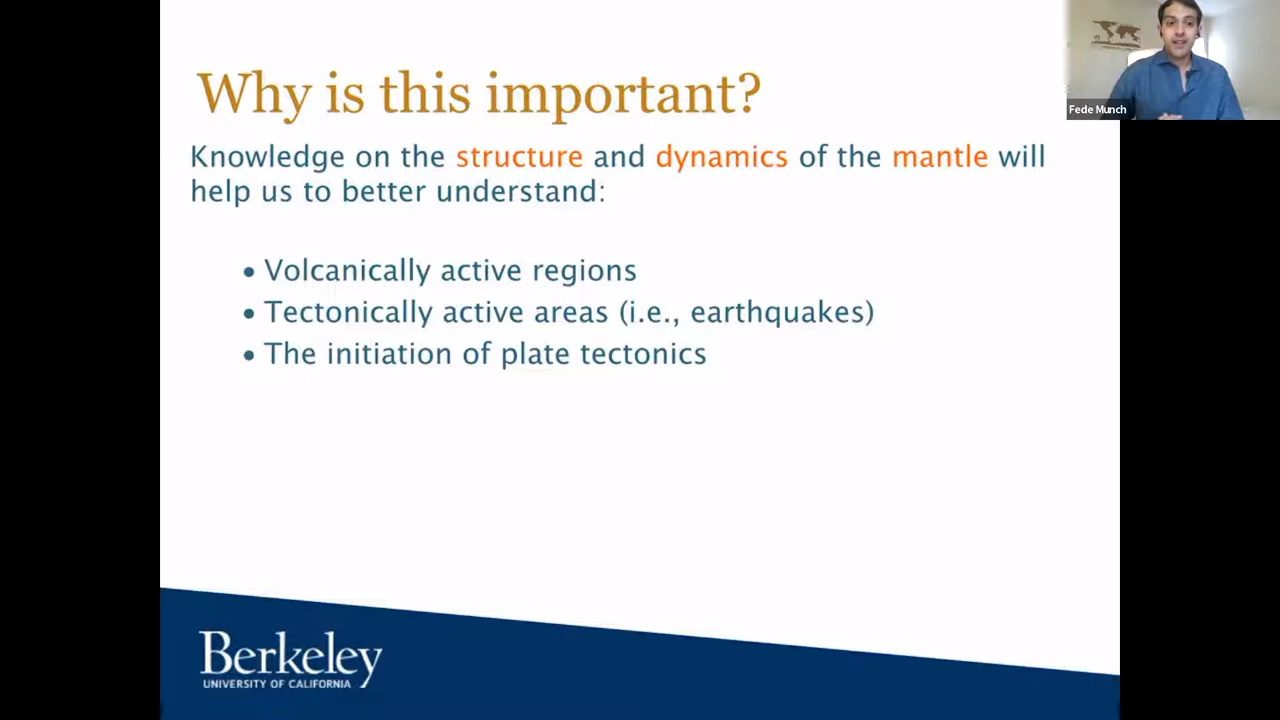 Why is this important?
Knowledge on the structure and dynamics of the mantle will
help us to better understand:
• Volcanically active regions
• Tectonically active areas (i.e., earthquakes)
• The initiation of plate tectonics
Berkeley
UNIVERSITY OF CALIFORNIA
Fede Munch